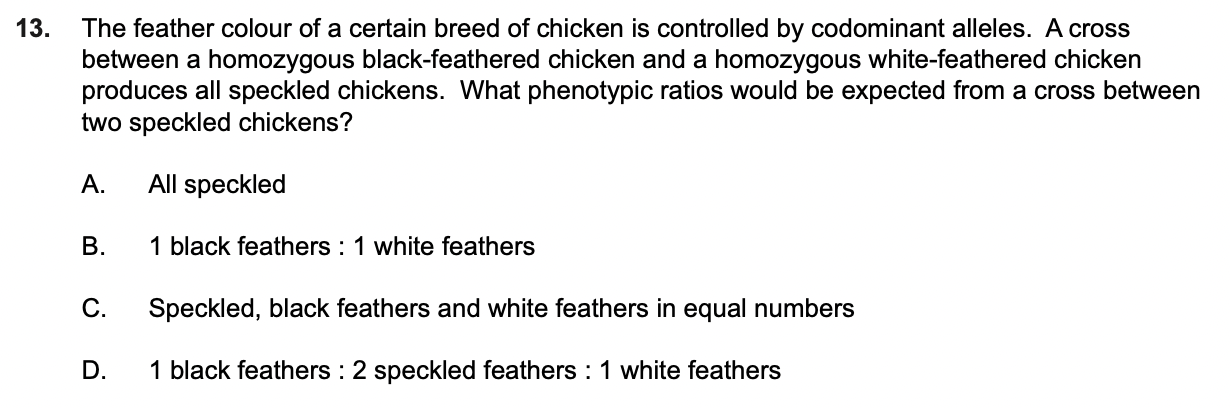 13. The feather colour of a certain breed of chicken is controlled by codominant alleles. A cross
between a homozygous black-feathered chicken and a homozygous white-feathered chicken
produces all speckled chickens. What phenotypic ratios would be expected from a cross between
two speckled chickens?
A. All speckled
B. 1 black feathers : 1 white feathers
C. Speckled, black feathers and white feathers in equal numbers
D. 1 black feathers : 2 speckled feathers : 1 white feathers